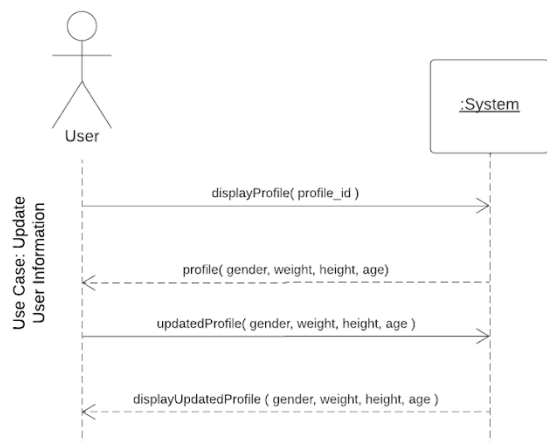 User
:System
Use Case: Update
User Information
displayProfile( profile_id )
profile( gender, weight, height, age)
updatedProfile( gender, weight, height, age )
displayUpdatedProfile ( gender, weight, height, age )